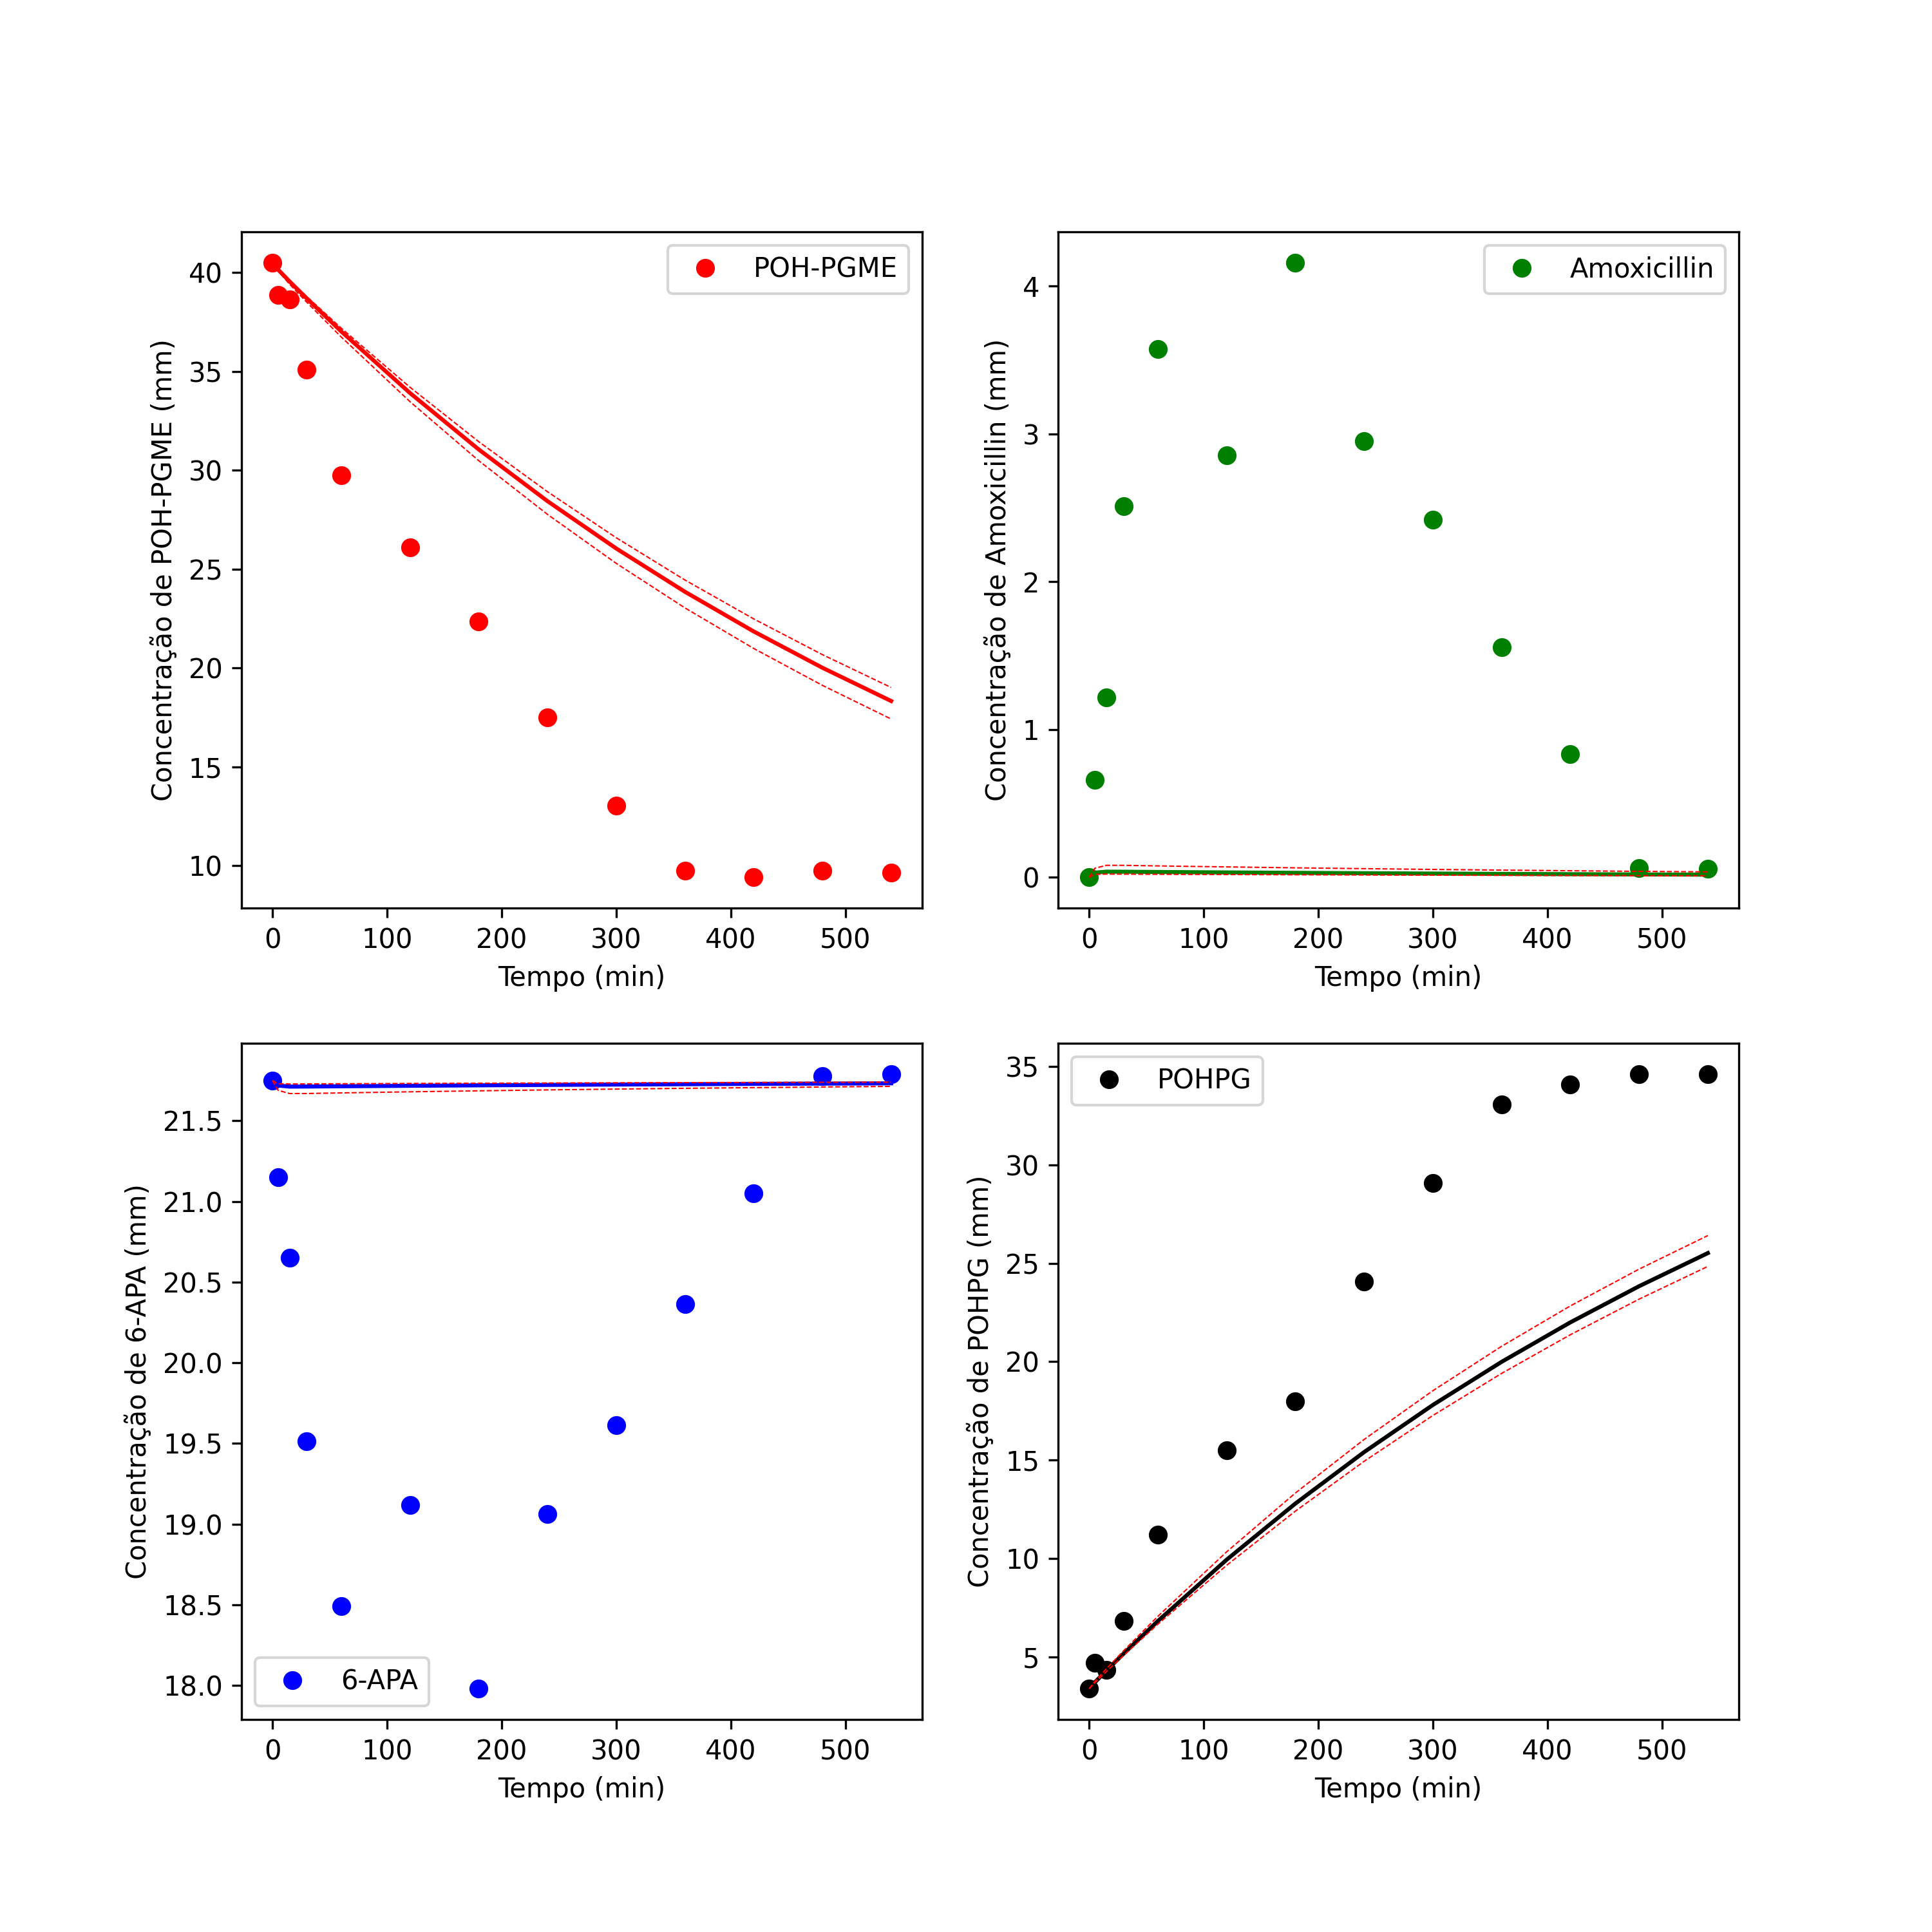 POH-PGME
40
35
30
25
20
15
10
Concentração de POH-PGME (mm)
0 100 200 300 400 500
Tempo (min)
Amoxicillin
4
3
2
1
0
Concentração de Amoxicillin (mm)
0 100 200 300 400 500
Tempo (min)
21.5
21.0
20.5
20.0
19.5
19.0
18.5
18.0
Concentração de 6-APA (mm)
6-APA
0 100 200 300 400 500
Tempo (min)
POHPG
35
30
25
20
15
10
5
Concentração de POHPG (mm)
0 100 200 300 400 500
Tempo (min)